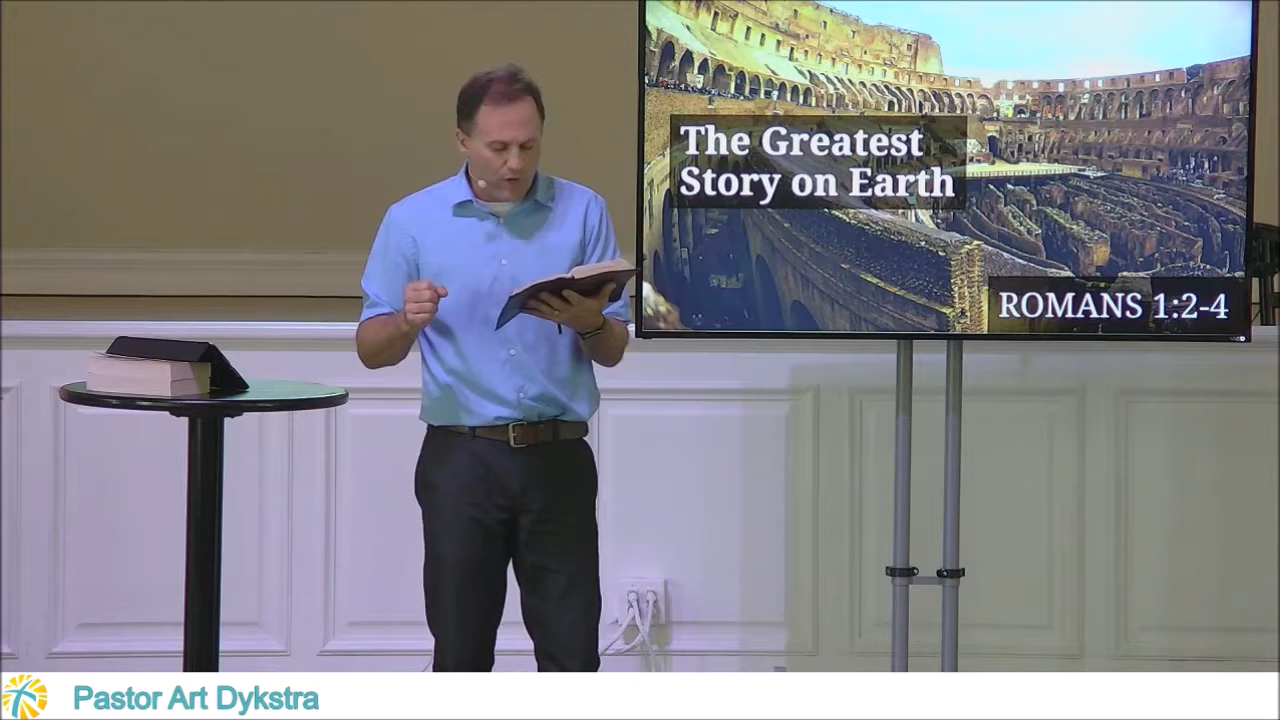 The Greatest
Story on Earth
ROMANS 1:2-4
Pastor Art Dykstra